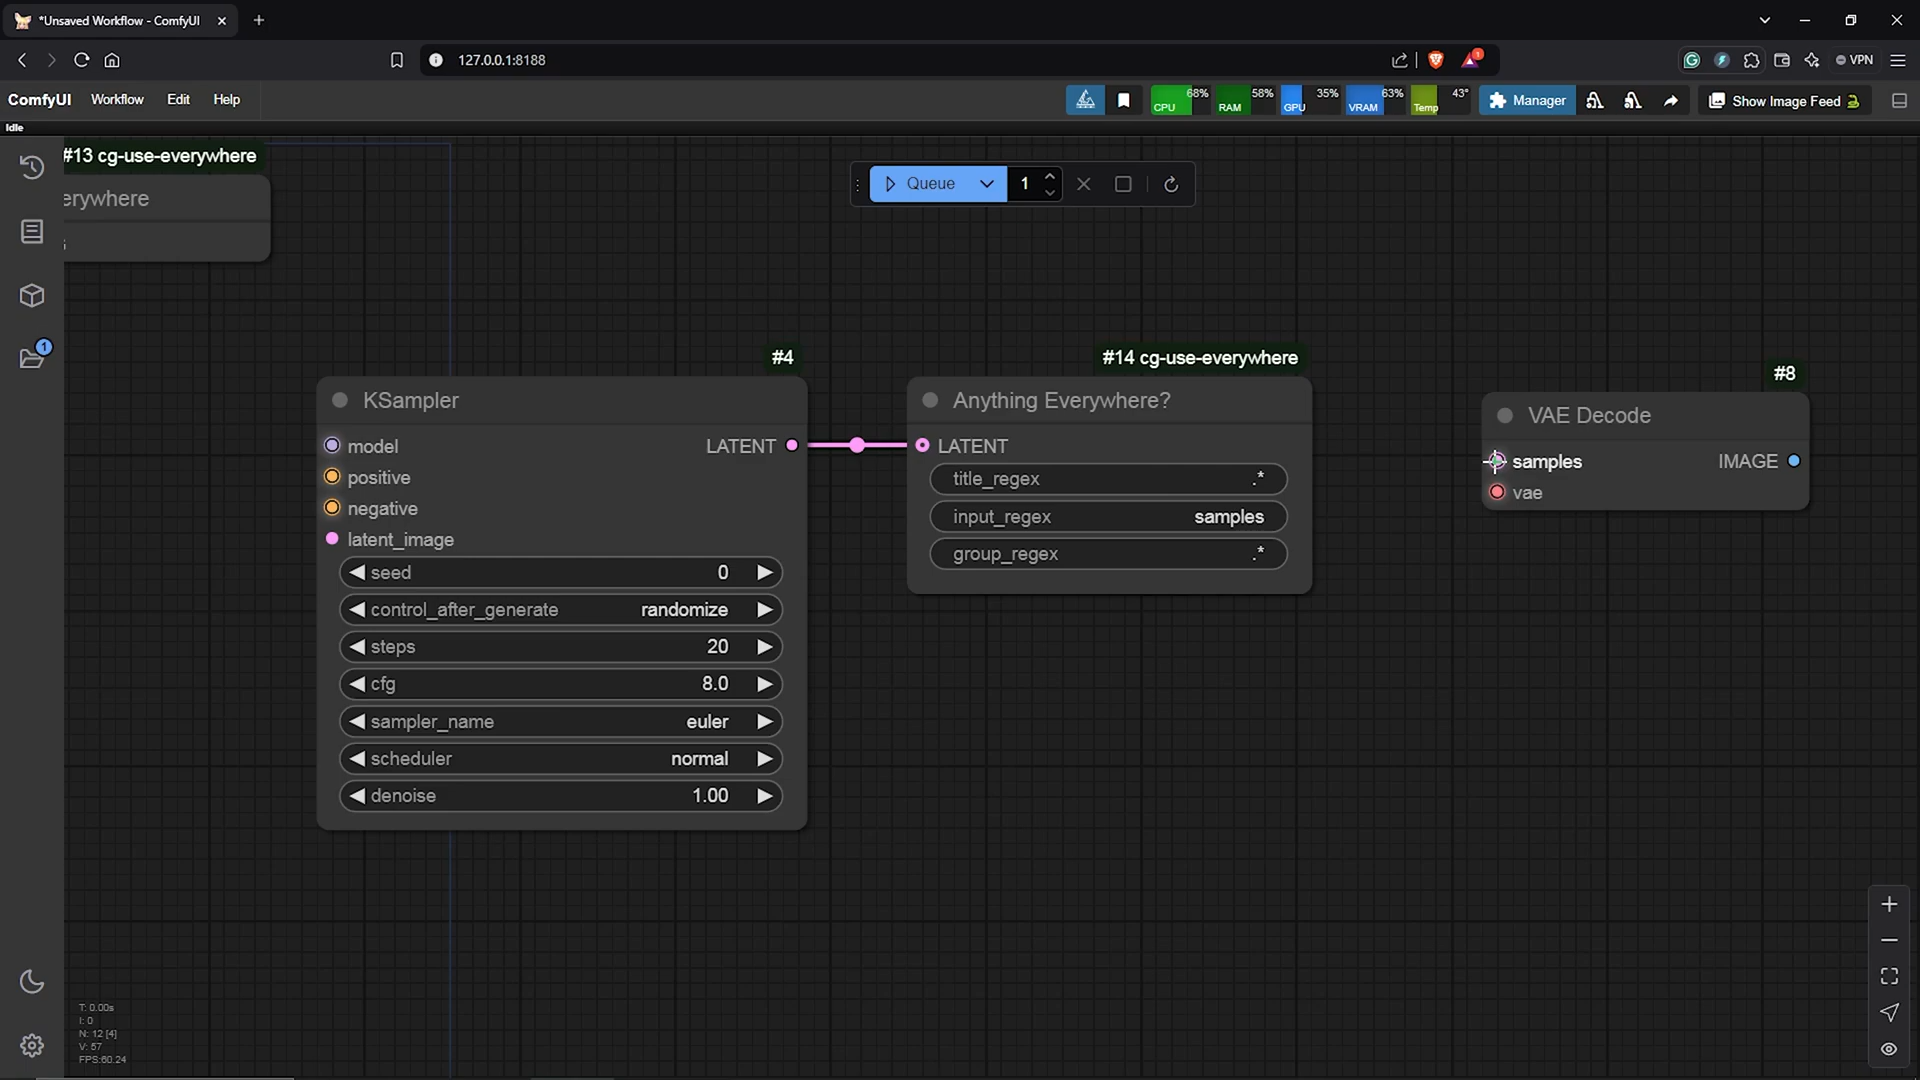 *Unsaved Workflow - ComfyUI
127.0.0.1:8188
1
VPN
ComfyUI
Workflow
Edit
Help
CPU 68%
RAM 58%
GPU 35%
VRAM 63%
Temp 43°
Manager
Show Image Feed
Idle
#13 cg-use-everywhere
erywhere
Queue
1
1
#4
KSampler
model
LATENT
positive
negative
latent_image
seed 0
control_after_generate randomize
steps 20
cfg 8.0
sampler_name euler
scheduler normal
denoise 1.00
#14 cg-use-everywhere
Anything Everywhere?
LATENT
title_regex .*
input_regex samples
group_regex .*
#8
VAE Decode
samples
IMAGE
vae
T: 0.00s
I: 0
N: 12 [4]
V: 57
FPS:60.24